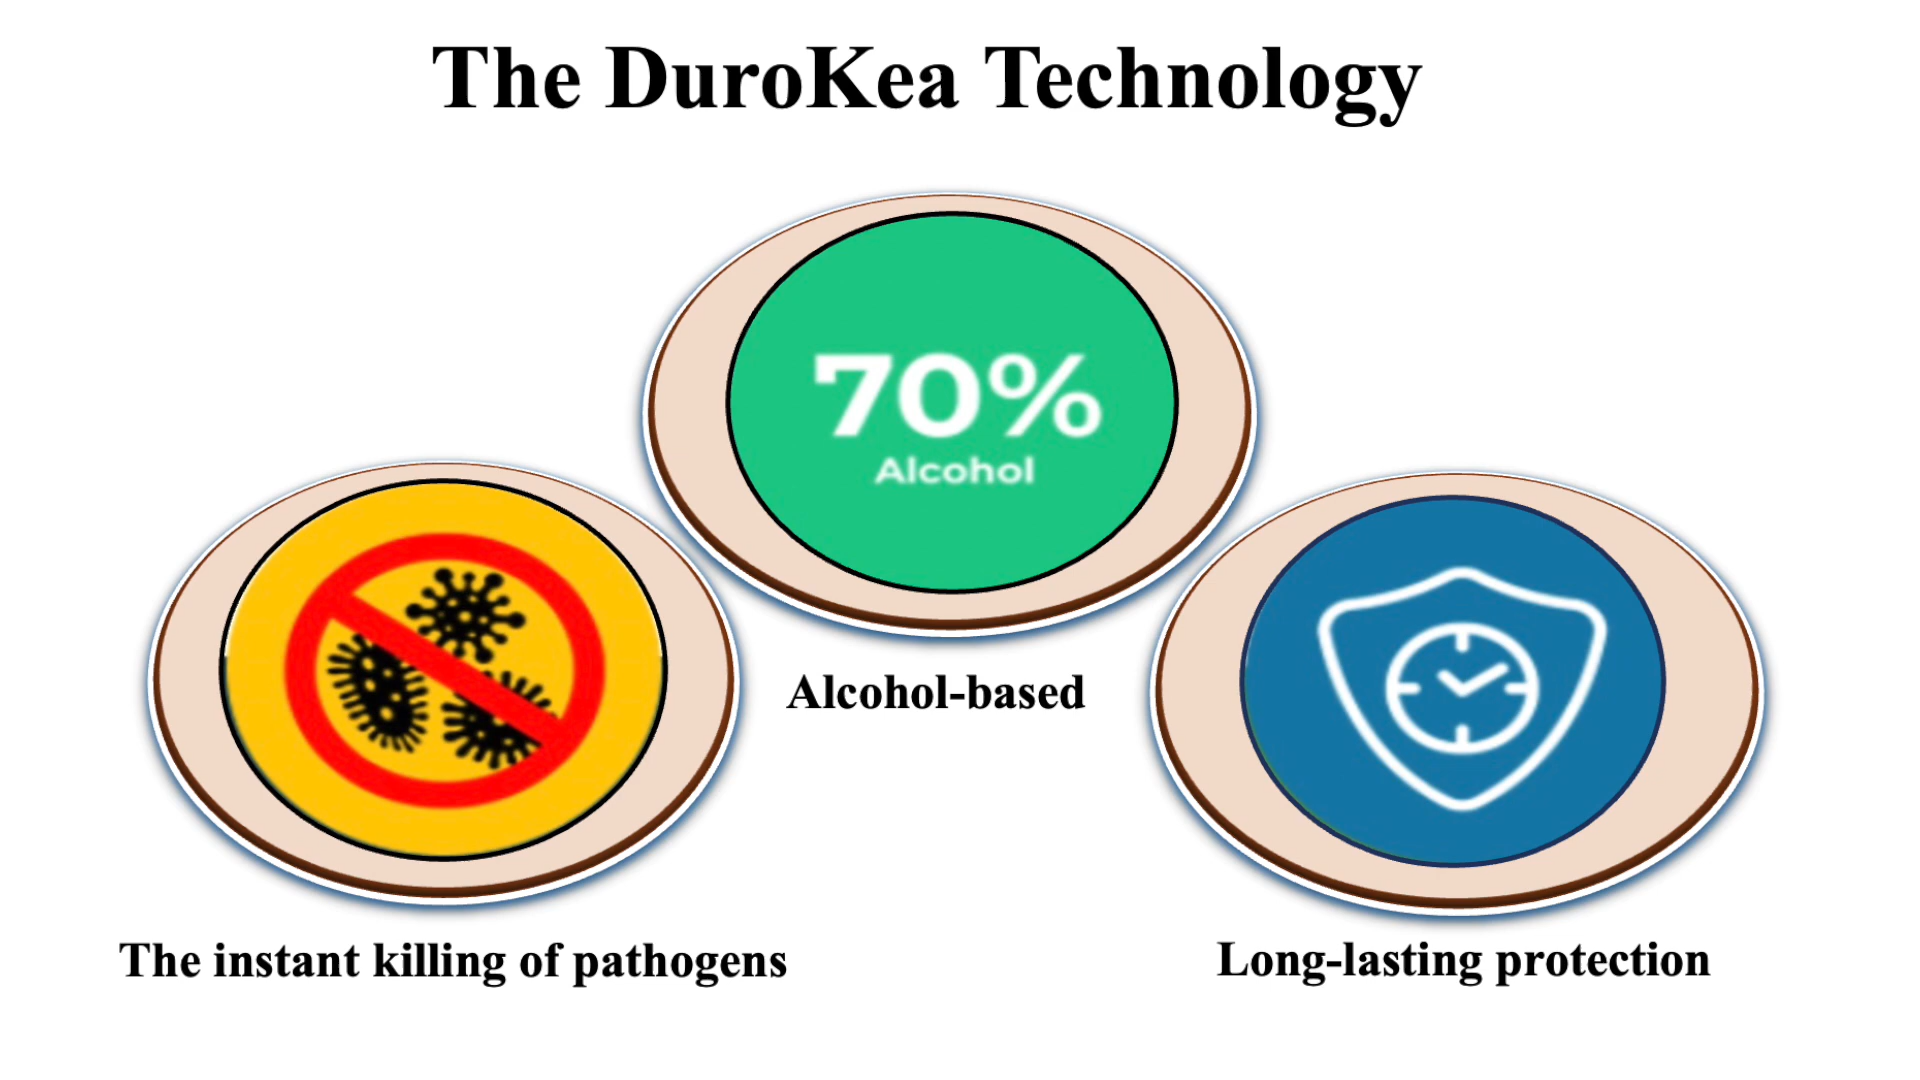 The DuroKea Technology
70%
Alcohol
Alcohol-based
The instant killing of pathogens
Long-lasting protection